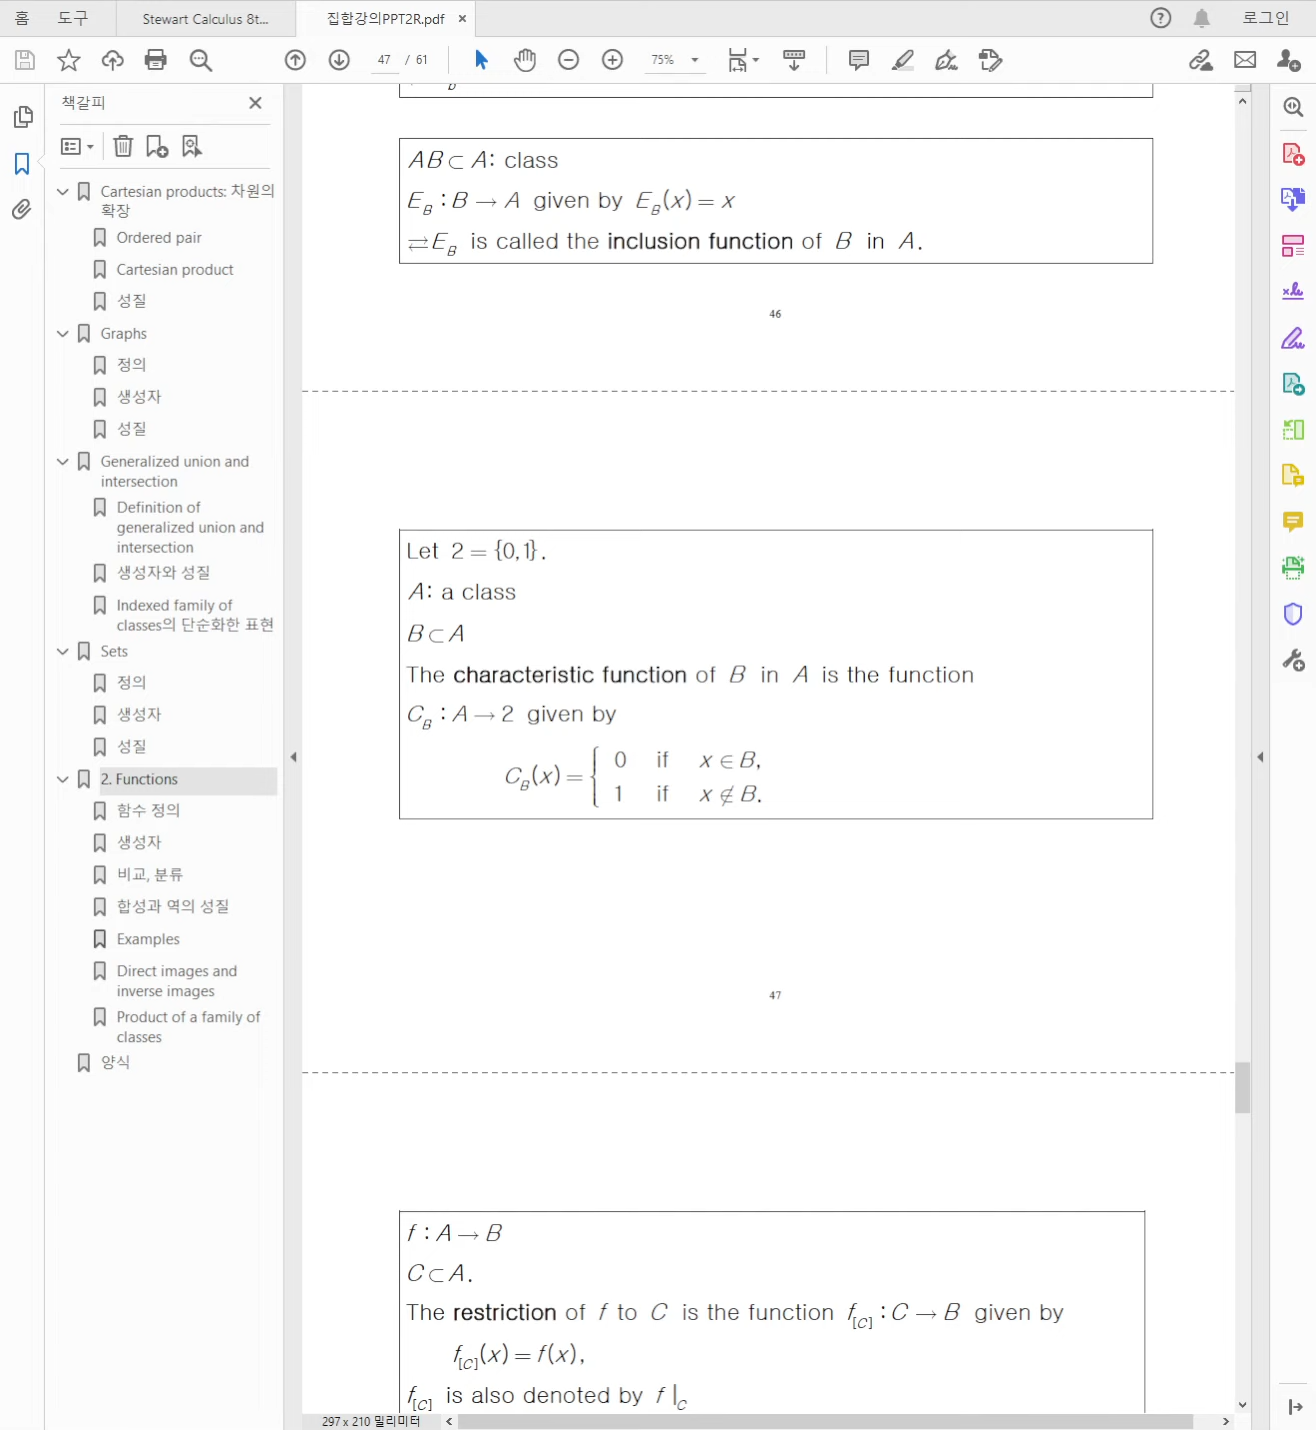 홈 도구 Stewart Calculus 8t... 집합강의PPT2R.pdf × 로그인
47 / 61 75%
책갈피
Cartesian products: 차원의
확장
Ordered pair
Cartesian product
성질
Graphs
정의
생성자
성질
Generalized union and
intersection
Definition of
generalized union and
intersection
생성자와 성질
Indexed family of
classes의 단순화한 표현
Sets
정의
생성자
성질
2. Functions
함수 정의
생성자
비교, 분류
합성과 역의 성질
Examples
Direct images and
inverse images
Product of a family of
classes
양식
AB ⊂ A: class
E_B : B → A given by E_B(x) = x
⇄E_B is called the inclusion function of B in A.
46
Let 2 = {0,1}.
A: a class
B ⊂ A
The characteristic function of B in A is the function
C_B : A → 2 given by
C_B(x) = { 0 if x ∈ B,
1 if x ∉ B.
47
f : A → B
C ⊂ A.
The restriction of f to C is the function f_[C] : C → B given by
f_[C](x) = f(x),
f_[C] is also denoted by f |_C
297 x 210 밀리미터